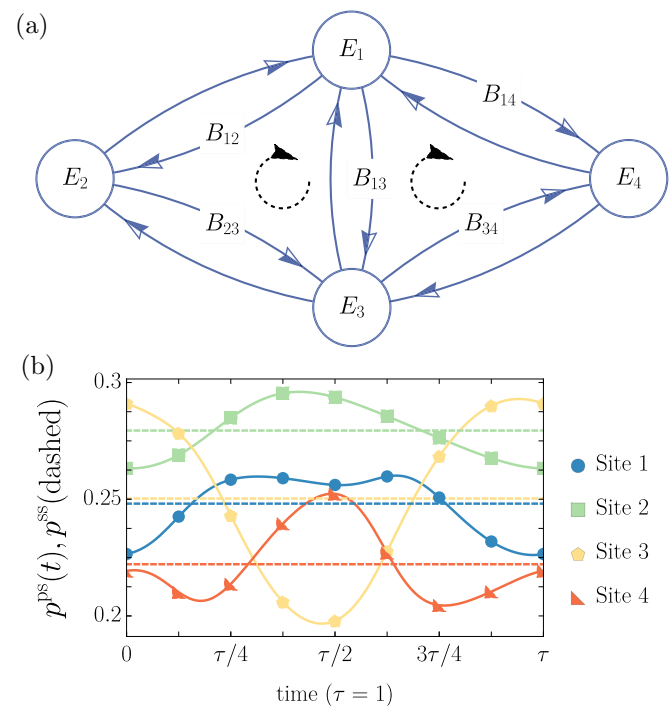 (a)
E₁
B₁₄
B₁₂
E₂
B₁₃
E₄
B₂₃
B₃₄
E₃
(b)
pᵖˢ(t), pˢˢ(dashed)
0.3
0.25
0.2
0
τ/4
τ/2
3τ/4
τ
time (τ = 1)
Site 1
Site 2
Site 3
Site 4